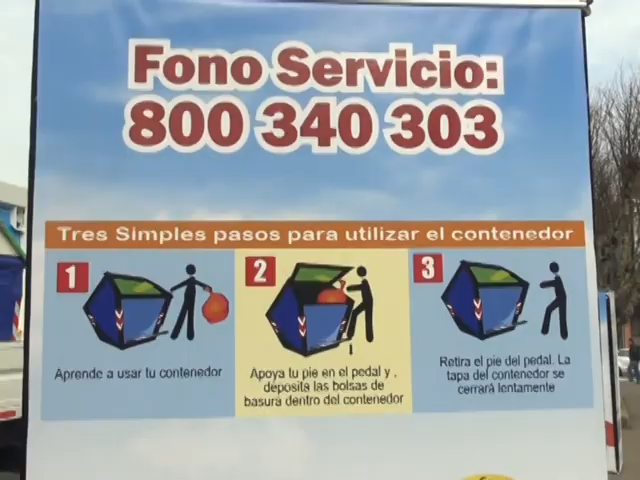 Fono Servicio:
800 340 303
Tres Simples pasos para utilizar el contenedor
1
Aprende a usar tu contenedor
2
Apoya tu pie en el pedal y ,
deposita las bolsas de
basura dentro del contenedor
3
Retira el pie del pedal. La
tapa del contenedor se
cerrará lentamente